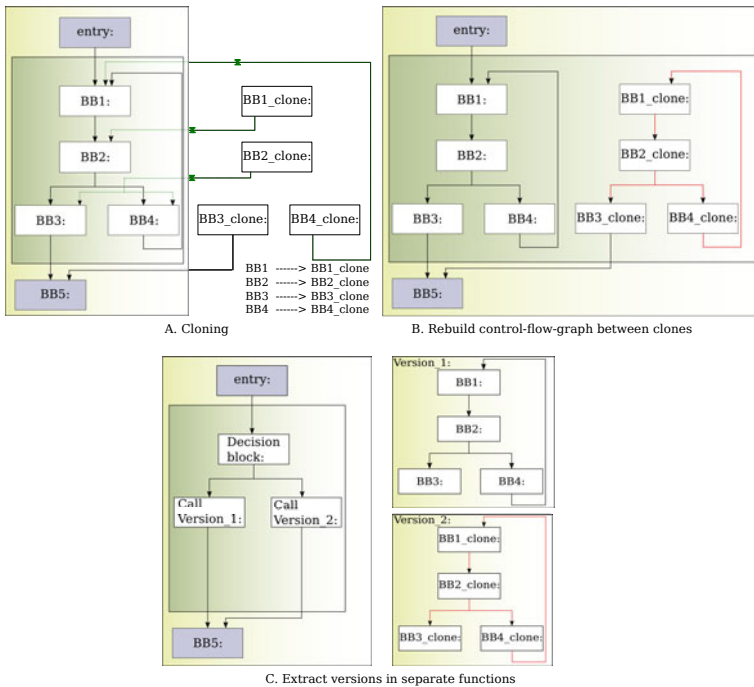 entry:
BB1:
BB2:
BB3:
BB4:
BB5:
BB1_clone:
BB2_clone:
BB3_clone:
BB4_clone:
BB1 ------> BB1_clone
BB2 ------> BB2_clone
BB3 ------> BB3_clone
BB4 ------> BB4_clone
A. Cloning
entry:
BB1:
BB2:
BB3:
BB4:
BB5:
BB1_clone:
BB2_clone:
BB3_clone:
BB4_clone:
B. Rebuild control-flow-graph between clones
entry:
Decision
block:
Call
Version_1:
Call
Version_2:
BB5:
Version_1:
BB1:
BB2:
BB3:
BB4:
Version_2:
BB1_clone:
BB2_clone:
BB3_clone:
BB4_clone:
C. Extract versions in separate functions